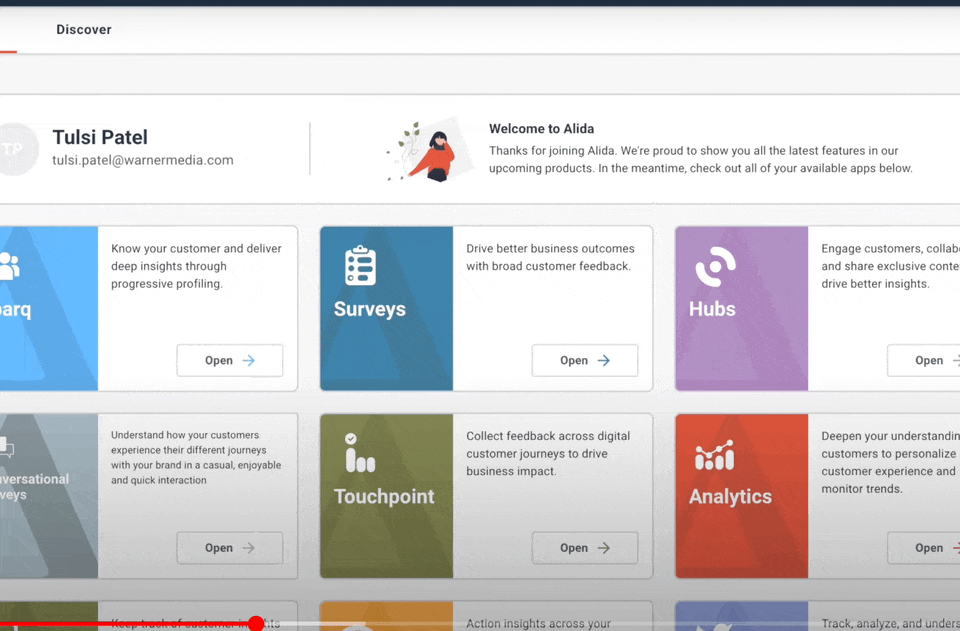 Discover
TP
Tulsi Patel
tulsi.patel@warnermedia.com
Welcome to Alida
Thanks for joining Alida. We're proud to show you all the latest features in our
upcoming products. In the meantime, check out all of your available apps below.
arq
Know your customer and deliver
deep insights through
progressive profiling.
Open
Surveys
Drive better business outcomes
with broad customer feedback.
Open
Hubs
Engage customers, collab
and share exclusive conte
drive better insights.
Open
versational
veys
Understand how your customers
experience their different journeys
with your brand in a casual, enjoyable
and quick interaction
Open
Touchpoint
Collect feedback across digital
customer journeys to drive
business impact.
Open
Analytics
Deepen your understandin
customers to personalize
customer experience and
monitor trends.
Open
Keep track of customer insights
Action insights across your
Track, analyze, and unders